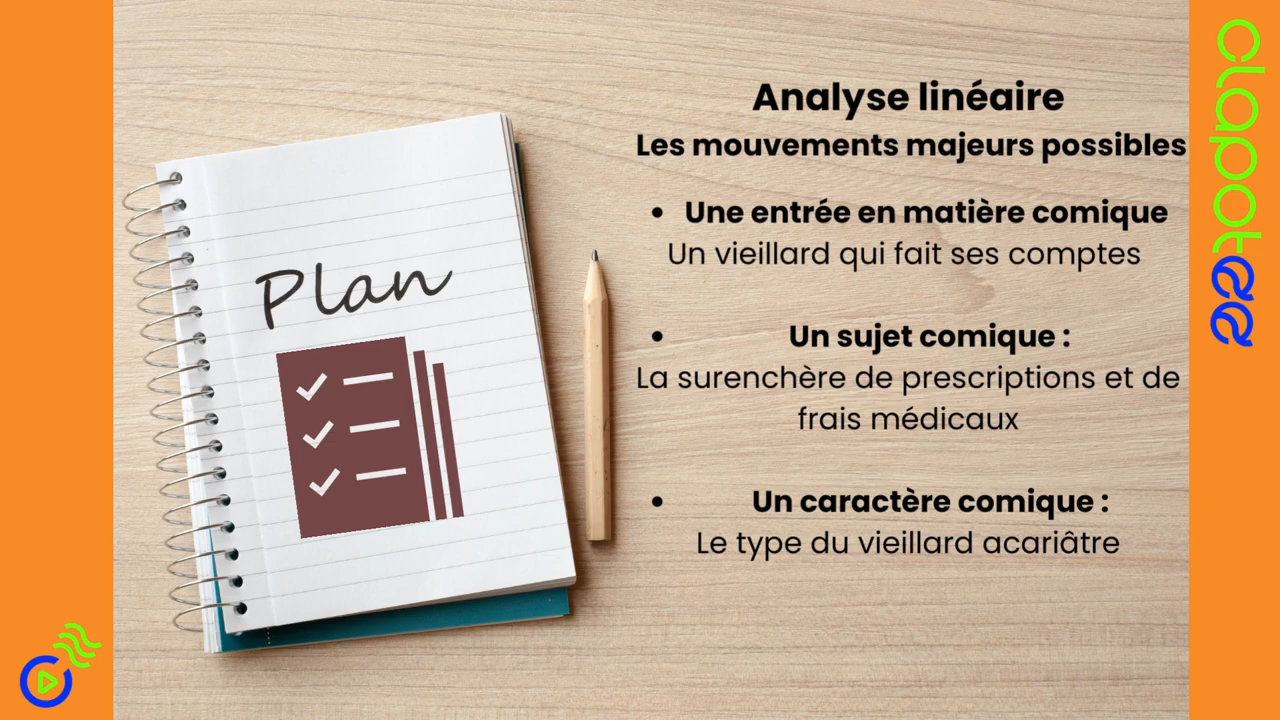 Plan
Analyse linéaire
Les mouvements majeurs possibles
• Une entrée en matière comique
Un vieillard qui fait ses comptes
• Un sujet comique :
La surenchère de prescriptions et de
frais médicaux
• Un caractère comique :
Le type du vieillard acariâtre
clapotee